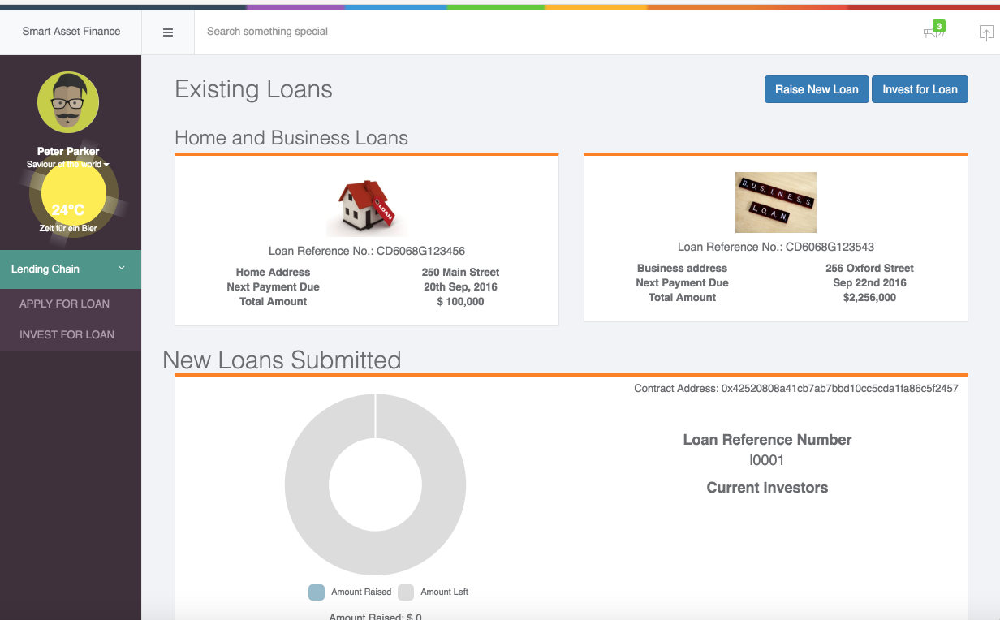 Smart Asset Finance
Search something special
3
Peter Parker
Saviour of the world
24°C
Zeit für ein Bier
Lending Chain
APPLY FOR LOAN
INVEST FOR LOAN
Existing Loans
Raise New Loan
Invest for Loan
Home and Business Loans
LOAN
Loan Reference No.: CD6068G123456
Home Address 250 Main Street
Next Payment Due 20th Sep, 2016
Total Amount $ 100,000
BUSINESS
LOAN
Loan Reference No.: CD6068G123543
Business address 256 Oxford Street
Next Payment Due Sep 22nd 2016
Total Amount $2,256,000
New Loans Submitted
Contract Address: 0x42520808a41cb7ab7bbd10cc5cda1fa86c5f2457
Loan Reference Number
l0001
Current Investors
Amount Raised Amount Left
Amount Raised: $ 0